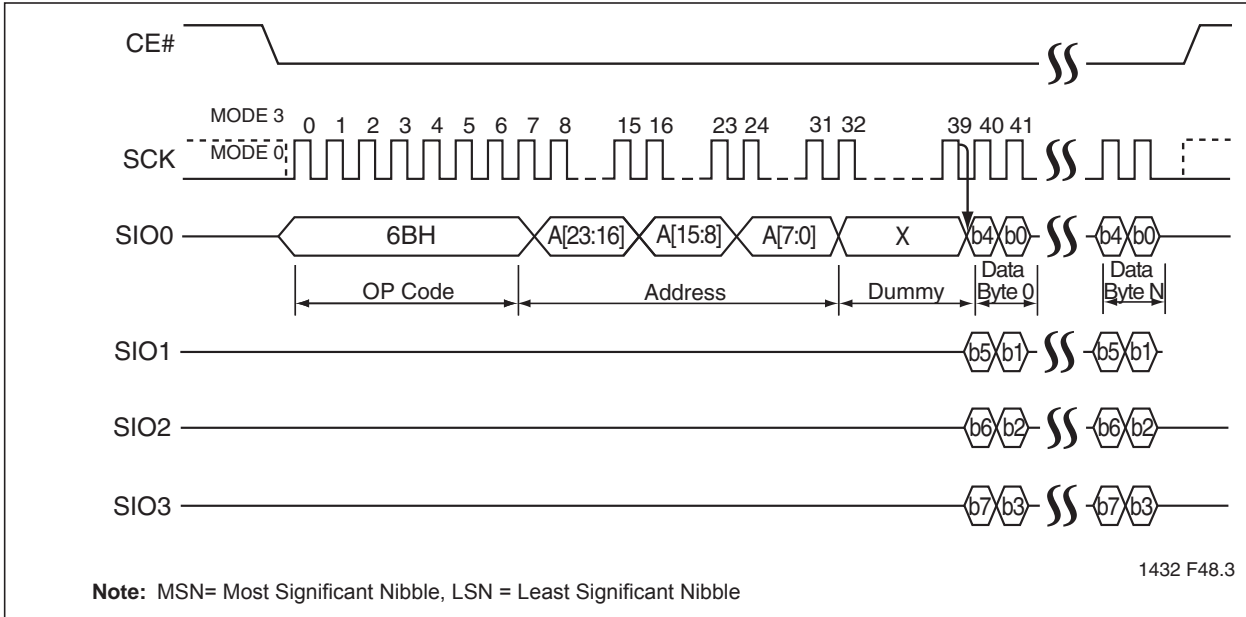 CE#
MODE 3
MODE 0
SCK
0 1 2 3 4 5 6 7 8 15 16 23 24 31 32 39 40 41
SIO0
6BH A[23:16] A[15:8] A[7:0] X b4 b0 b4 b0
OP Code Address Dummy Data Byte 0 Data Byte N
SIO1 b5 b1 b5 b1
SIO2 b6 b2 b6 b2
SIO3 b7 b3 b7 b3
1432 F48.3
Note: MSN= Most Significant Nibble, LSN = Least Significant Nibble